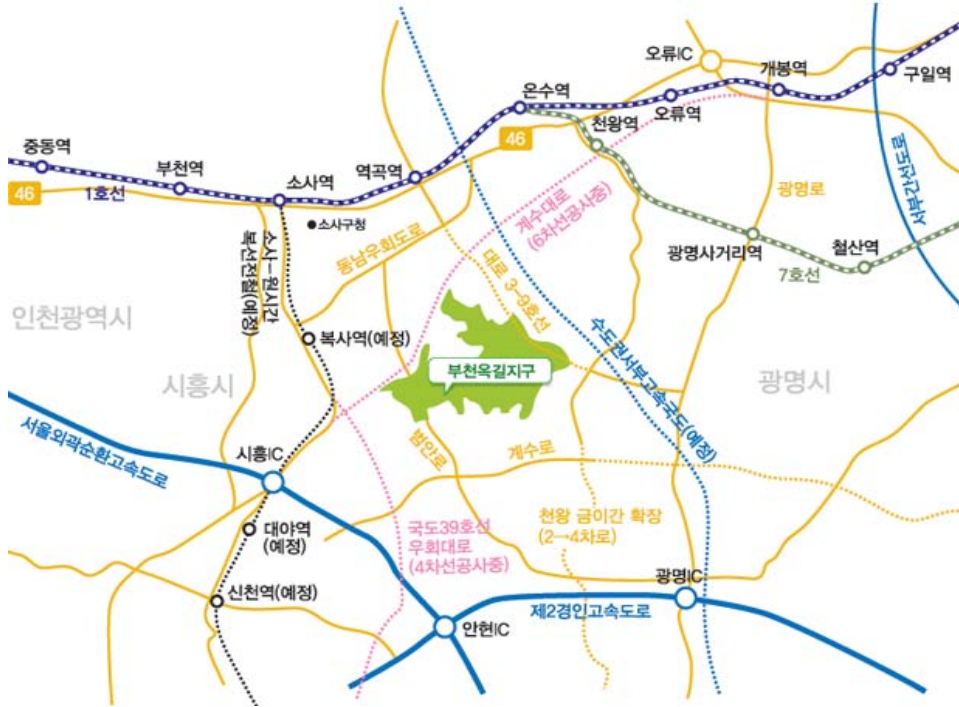 오류IC
개봉역
구일역
온수역
오류역
천왕역
46
중동역
부천역
소사역
역곡역
46
1호선
소사구청
계수대로
(6차선공사중)
광명로
서부간선도로
동남우회도로
대로 3-9호선
광명사거리역
철산역
7호선
소사-원시간
복선전철(예정)
인천광역시
복사역(예정)
부천옥길지구
시흥시
광명시
수도권서부고속국도(예정)
서울외곽순환고속도로
시흥IC
범안로
계수로
대야역
(예정)
국도39호선
우회대로
(4차선공사중)
천왕 금이간 확장
(2→4차로)
신천역(예정)
안현IC
제2경인고속도로
광명IC